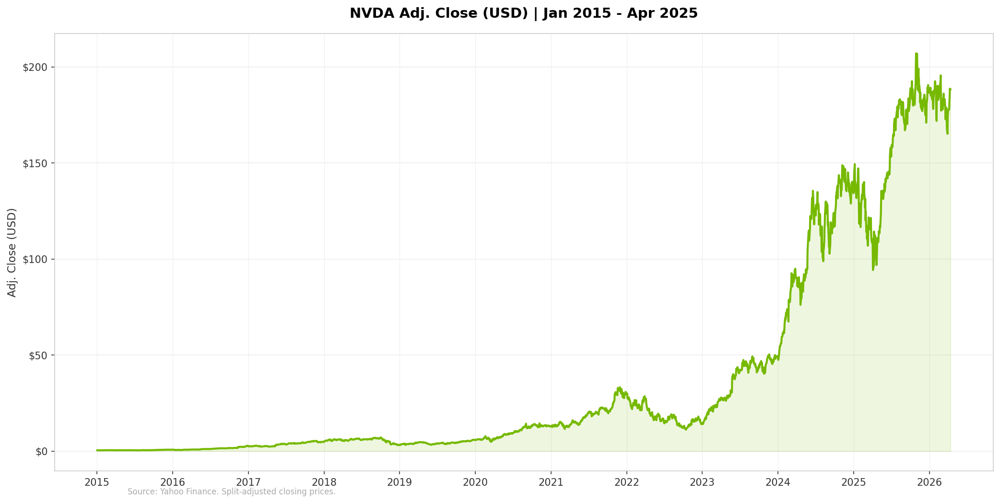 NVDA Adj. Close (USD) | Jan 2015 - Apr 2025
Adj. Close (USD)
$200
$150
$100
$50
$0
2015 2016 2017 2018 2019 2020 2021 2022 2023 2024 2025 2026
Source: Yahoo Finance. Split-adjusted closing prices.